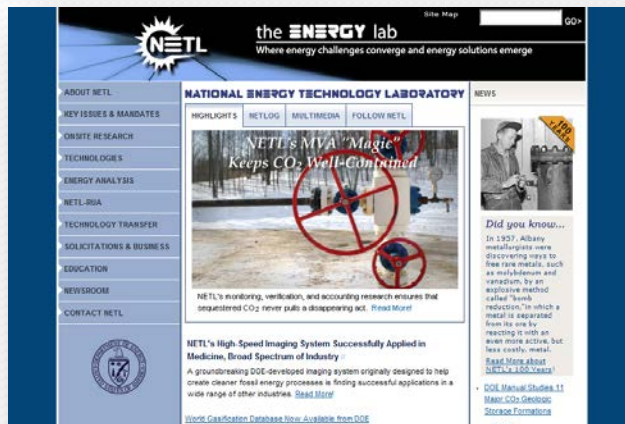 Site Map
GO>
NETL
the ENERGY lab
Where energy challenges converge and energy solutions emerge
ABOUT NETL
KEY ISSUES & MANDATES
ONSITE RESEARCH
TECHNOLOGIES
ENERGY ANALYSIS
NETL-RUA
TECHNOLOGY TRANSFER
SOLICITATIONS & BUSINESS
EDUCATION
NEWSROOM
CONTACT NETL
NATIONAL ENERGY TECHNOLOGY LABORATORY
HIGHLIGHTS NETLOG MULTIMEDIA FOLLOW NETL
NETL's MVA "Magic"
Keeps CO₂ Well-Contained
NETL's monitoring, verification, and accounting research ensures that
sequestered CO₂ never pulls a disappearing act. Read More!
NETL's High-Speed Imaging System Successfully Applied in
Medicine, Broad Spectrum of Industry
A groundbreaking DOE-developed imaging system originally designed to help
create cleaner fossil energy processes is finding successful applications in a
wide range of other industries. Read More!
World Gasification Database Now Available from DOE
NEWS
100
YEARS
Did you know...
In 1957, Albany
metallurgists were
discovering ways to
free rare metals, such
as molybdenum and
vanadium, by an
explosive method
called "bomb
reduction," in which a
metal is separated
from its ore by
reacting it with an
even more active, but
less costly, metal.
Read More about
NETL's 100 Years!
DOE Manual Studies 11
Major CO₂ Geologic
Storage Formations